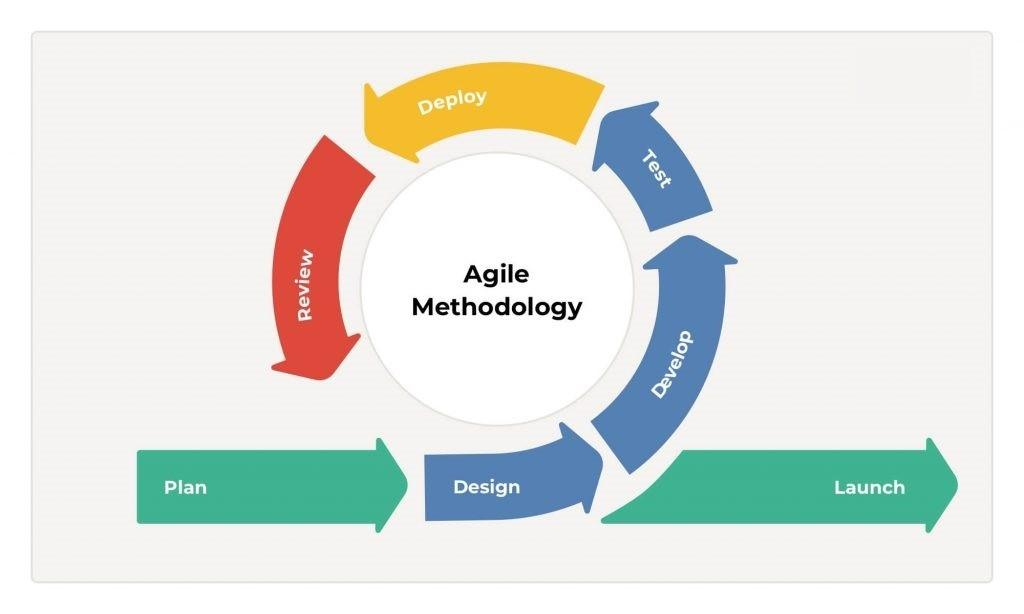 Deploy
Test
Review
Agile
Methodology
Develop
Plan
Design
Launch